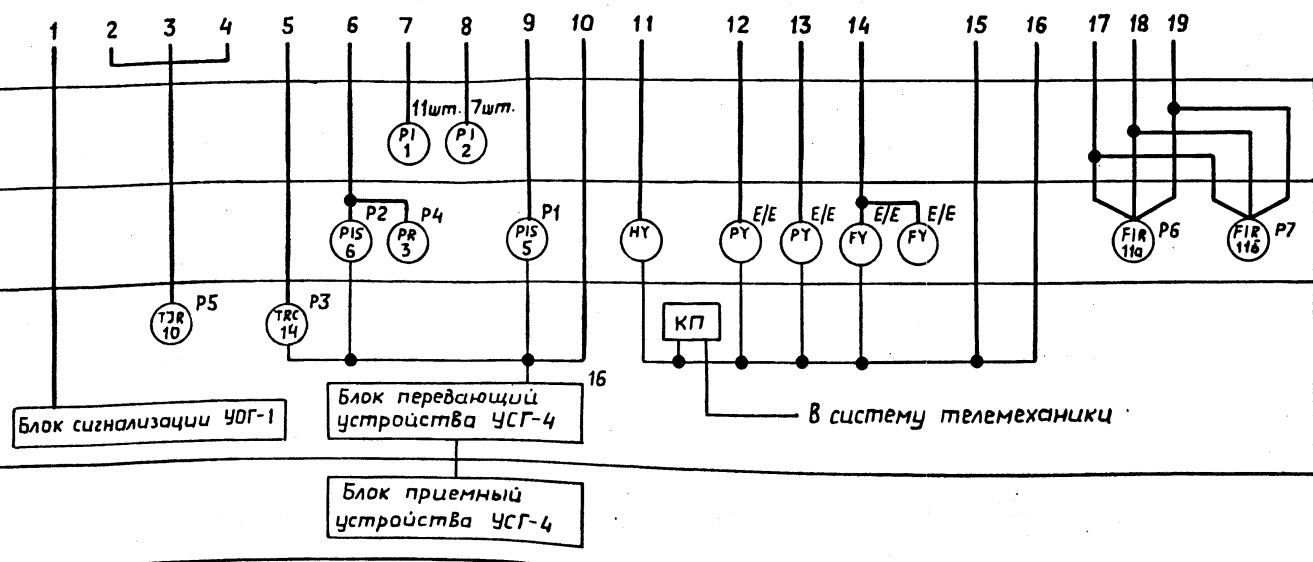 1 2 3 4 5 6 7 8 9 10 11 12 13 14 15 16 17 18 19
11шт. 7шт.
PI
1
PI
2
P2
PIS
6
P4
PR
3
P1
PIS
5
HY
E/E
PY
E/E
PY
E/E
FY
E/E
FY
P6
FIR
11а
P7
FIR
11б
P5
TJR
10
P3
TRC
14
КП
16
Блок сигнализации УОГ-1
Блок передающий
устройства УСГ-4
В систему телемеханики
Блок приемный
устройства УСГ-4